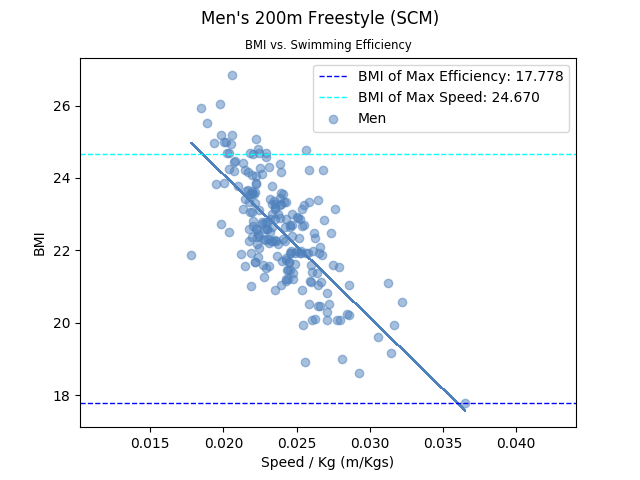 Men's 200m Freestyle (SCM)
BMI vs. Swimming Efficiency
BMI of Max Efficiency: 17.778
BMI of Max Speed: 24.670
Men
26
24
22
20
18
BMI
0.015 0.020 0.025 0.030 0.035 0.040
Speed / Kg (m/Kgs)